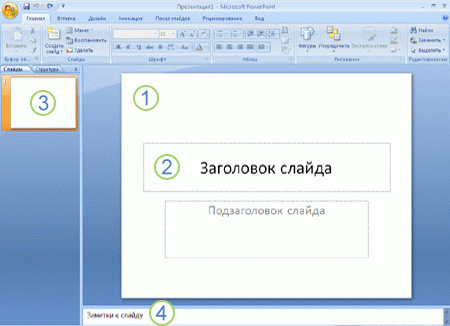 Презентация1 - Microsoft PowerPoint
Главная Вставка Дизайн Анимация Показ слайдов Рецензирование Вид
Вставить Создать слайд Макет Восстановить Удалить
Фигуры Упорядочить Экспресс-стили Найти Заменить Выделить
Буфер об... Слайды Шрифт Абзац Рисование Редактирование
Слайды Структура
1
3
1
2 Заголовок слайда
Подзаголовок слайда
Заметки к слайду 4